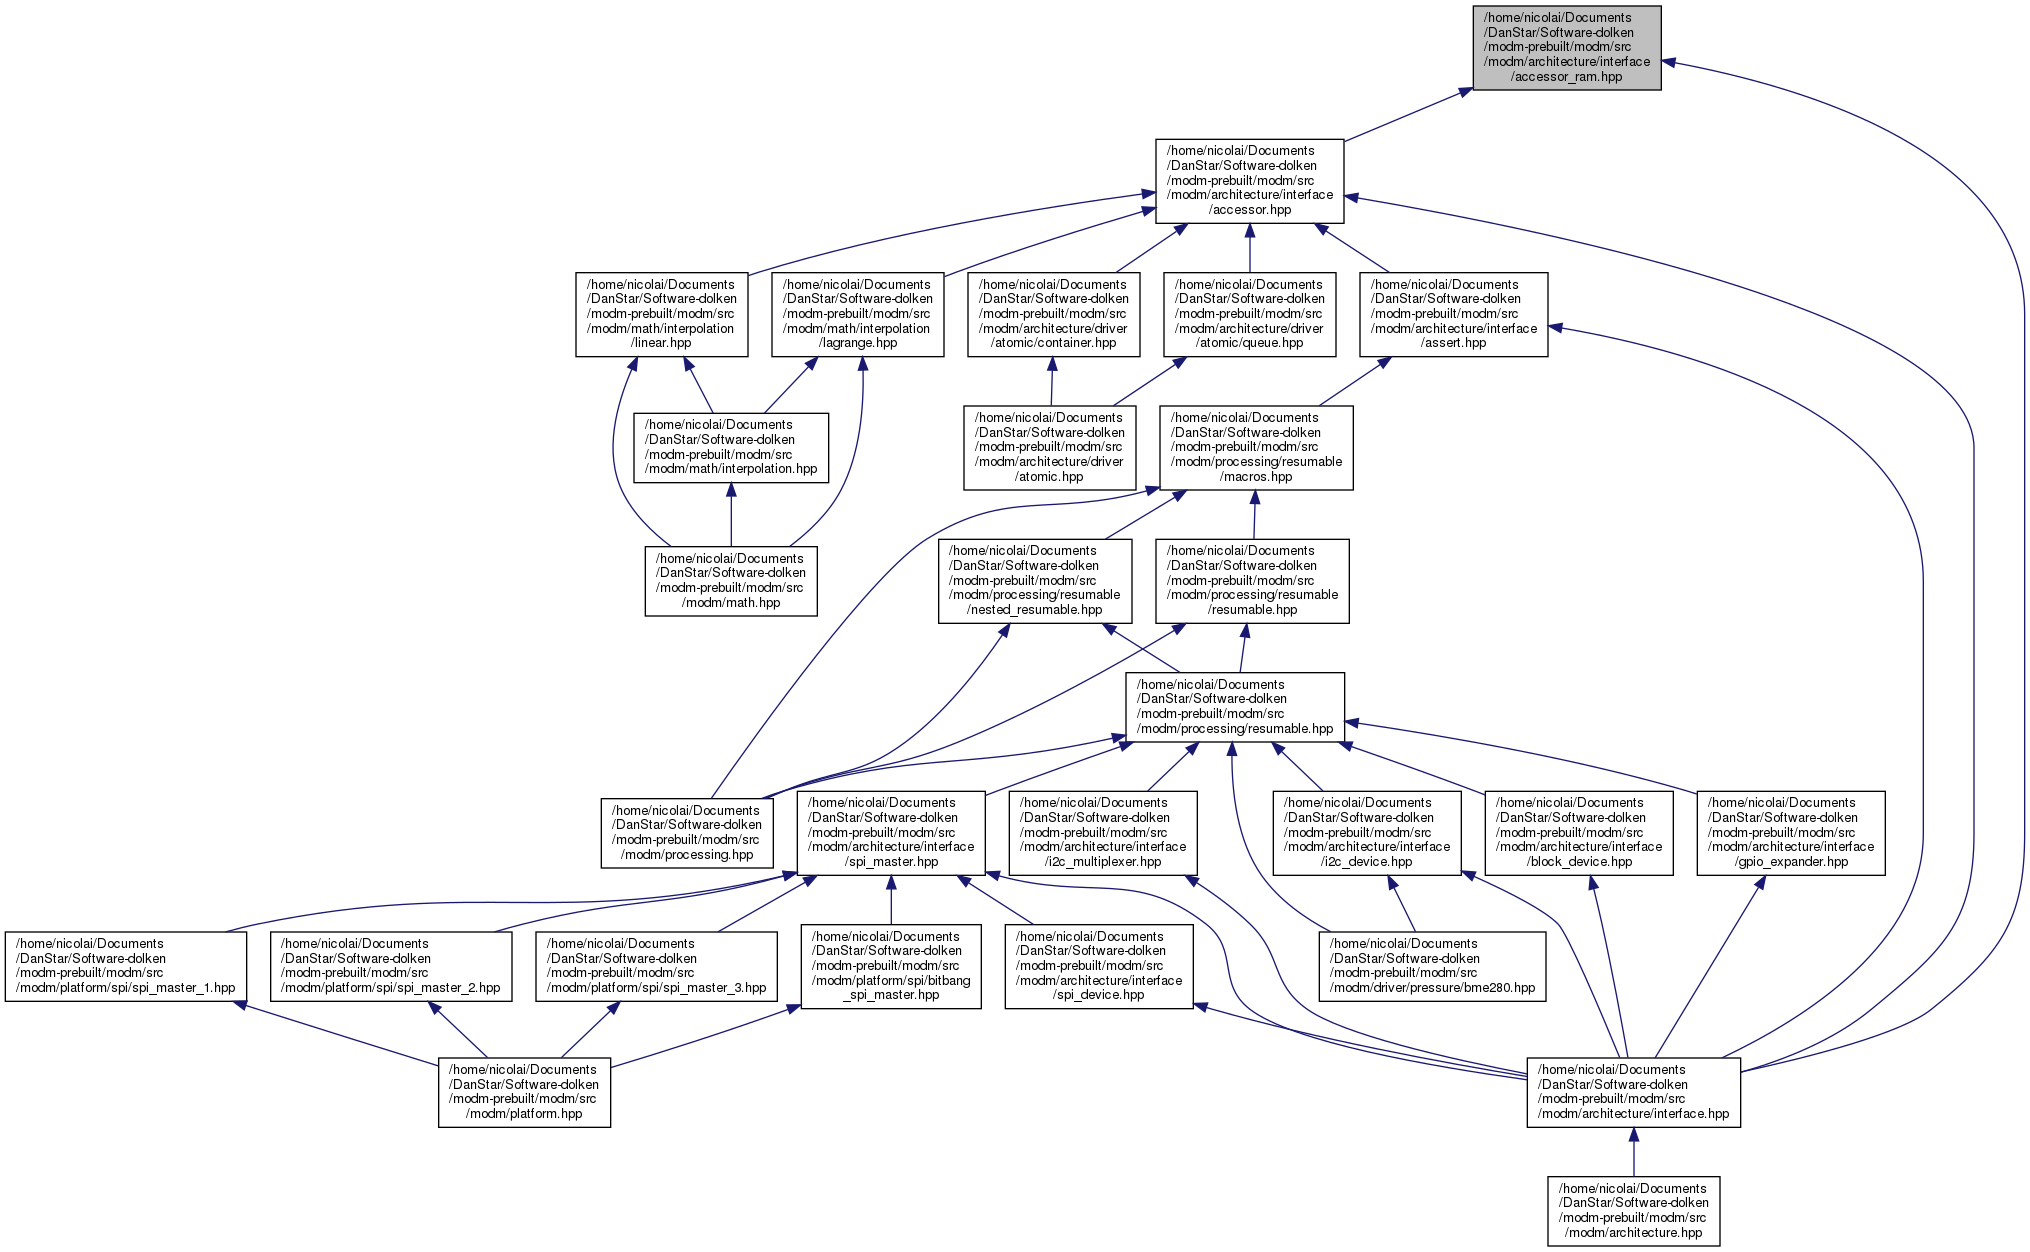 /home/nicolai/Documents
/DanStar/Software-dolken
/modm-prebuilt/modm/src
/modm/architecture/interface
/accessor_ram.hpp
/home/nicolai/Documents
/DanStar/Software-dolken
/modm-prebuilt/modm/src
/modm/architecture/interface
/accessor.hpp
/home/nicolai/Documents
/DanStar/Software-dolken
/modm-prebuilt/modm/src
/modm/math/interpolation
/linear.hpp
/home/nicolai/Documents
/DanStar/Software-dolken
/modm-prebuilt/modm/src
/modm/math/interpolation
/lagrange.hpp
/home/nicolai/Documents
/DanStar/Software-dolken
/modm-prebuilt/modm/src
/modm/architecture/driver
/atomic/container.hpp
/home/nicolai/Documents
/DanStar/Software-dolken
/modm-prebuilt/modm/src
/modm/architecture/driver
/atomic/queue.hpp
/home/nicolai/Documents
/DanStar/Software-dolken
/modm-prebuilt/modm/src
/modm/architecture/interface
/assert.hpp
/home/nicolai/Documents
/DanStar/Software-dolken
/modm-prebuilt/modm/src
/modm/math/interpolation.hpp
/home/nicolai/Documents
/DanStar/Software-dolken
/modm-prebuilt/modm/src
/modm/architecture/driver
/atomic.hpp
/home/nicolai/Documents
/DanStar/Software-dolken
/modm-prebuilt/modm/src
/modm/processing/resumable
/macros.hpp
/home/nicolai/Documents
/DanStar/Software-dolken
/modm-prebuilt/modm/src
/modm/math.hpp
/home/nicolai/Documents
/DanStar/Software-dolken
/modm-prebuilt/modm/src
/modm/processing/resumable
/nested_resumable.hpp
/home/nicolai/Documents
/DanStar/Software-dolken
/modm-prebuilt/modm/src
/modm/processing/resumable
/resumable.hpp
/home/nicolai/Documents
/DanStar/Software-dolken
/modm-prebuilt/modm/src
/modm/processing/resumable.hpp
/home/nicolai/Documents
/DanStar/Software-dolken
/modm-prebuilt/modm/src
/modm/processing.hpp
/home/nicolai/Documents
/DanStar/Software-dolken
/modm-prebuilt/modm/src
/modm/architecture/interface
/spi_master.hpp
/home/nicolai/Documents
/DanStar/Software-dolken
/modm-prebuilt/modm/src
/modm/architecture/interface
/i2c_multiplexer.hpp
/home/nicolai/Documents
/DanStar/Software-dolken
/modm-prebuilt/modm/src
/modm/architecture/interface
/i2c_device.hpp
/home/nicolai/Documents
/DanStar/Software-dolken
/modm-prebuilt/modm/src
/modm/architecture/interface
/block_device.hpp
/home/nicolai/Documents
/DanStar/Software-dolken
/modm-prebuilt/modm/src
/modm/architecture/interface
/gpio_expander.hpp
/home/nicolai/Documents
/DanStar/Software-dolken
/modm-prebuilt/modm/src
/modm/platform/spi/spi_master_1.hpp
/home/nicolai/Documents
/DanStar/Software-dolken
/modm-prebuilt/modm/src
/modm/platform/spi/spi_master_2.hpp
/home/nicolai/Documents
/DanStar/Software-dolken
/modm-prebuilt/modm/src
/modm/platform/spi/spi_master_3.hpp
/home/nicolai/Documents
/DanStar/Software-dolken
/modm-prebuilt/modm/src
/modm/platform/spi/bitbang
_spi_master.hpp
/home/nicolai/Documents
/DanStar/Software-dolken
/modm-prebuilt/modm/src
/modm/architecture/interface
/spi_device.hpp
/home/nicolai/Documents
/DanStar/Software-dolken
/modm-prebuilt/modm/src
/modm/driver/pressure/bme280.hpp
/home/nicolai/Documents
/DanStar/Software-dolken
/modm-prebuilt/modm/src
/modm/platform.hpp
/home/nicolai/Documents
/DanStar/Software-dolken
/modm-prebuilt/modm/src
/modm/architecture/interface.hpp
/home/nicolai/Documents
/DanStar/Software-dolken
/modm-prebuilt/modm/src
/modm/architecture.hpp